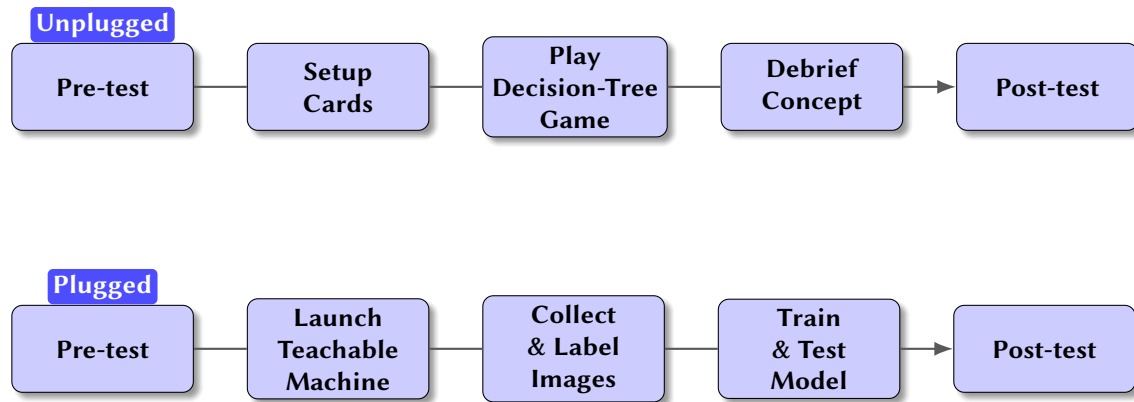 Unplugged
Pre-test
Setup
Cards
Play
Decision-Tree
Game
Debrief
Concept
Post-test
Plugged
Pre-test
Launch
Teachable
Machine
Collect
& Label
Images
Train
& Test
Model
Post-test